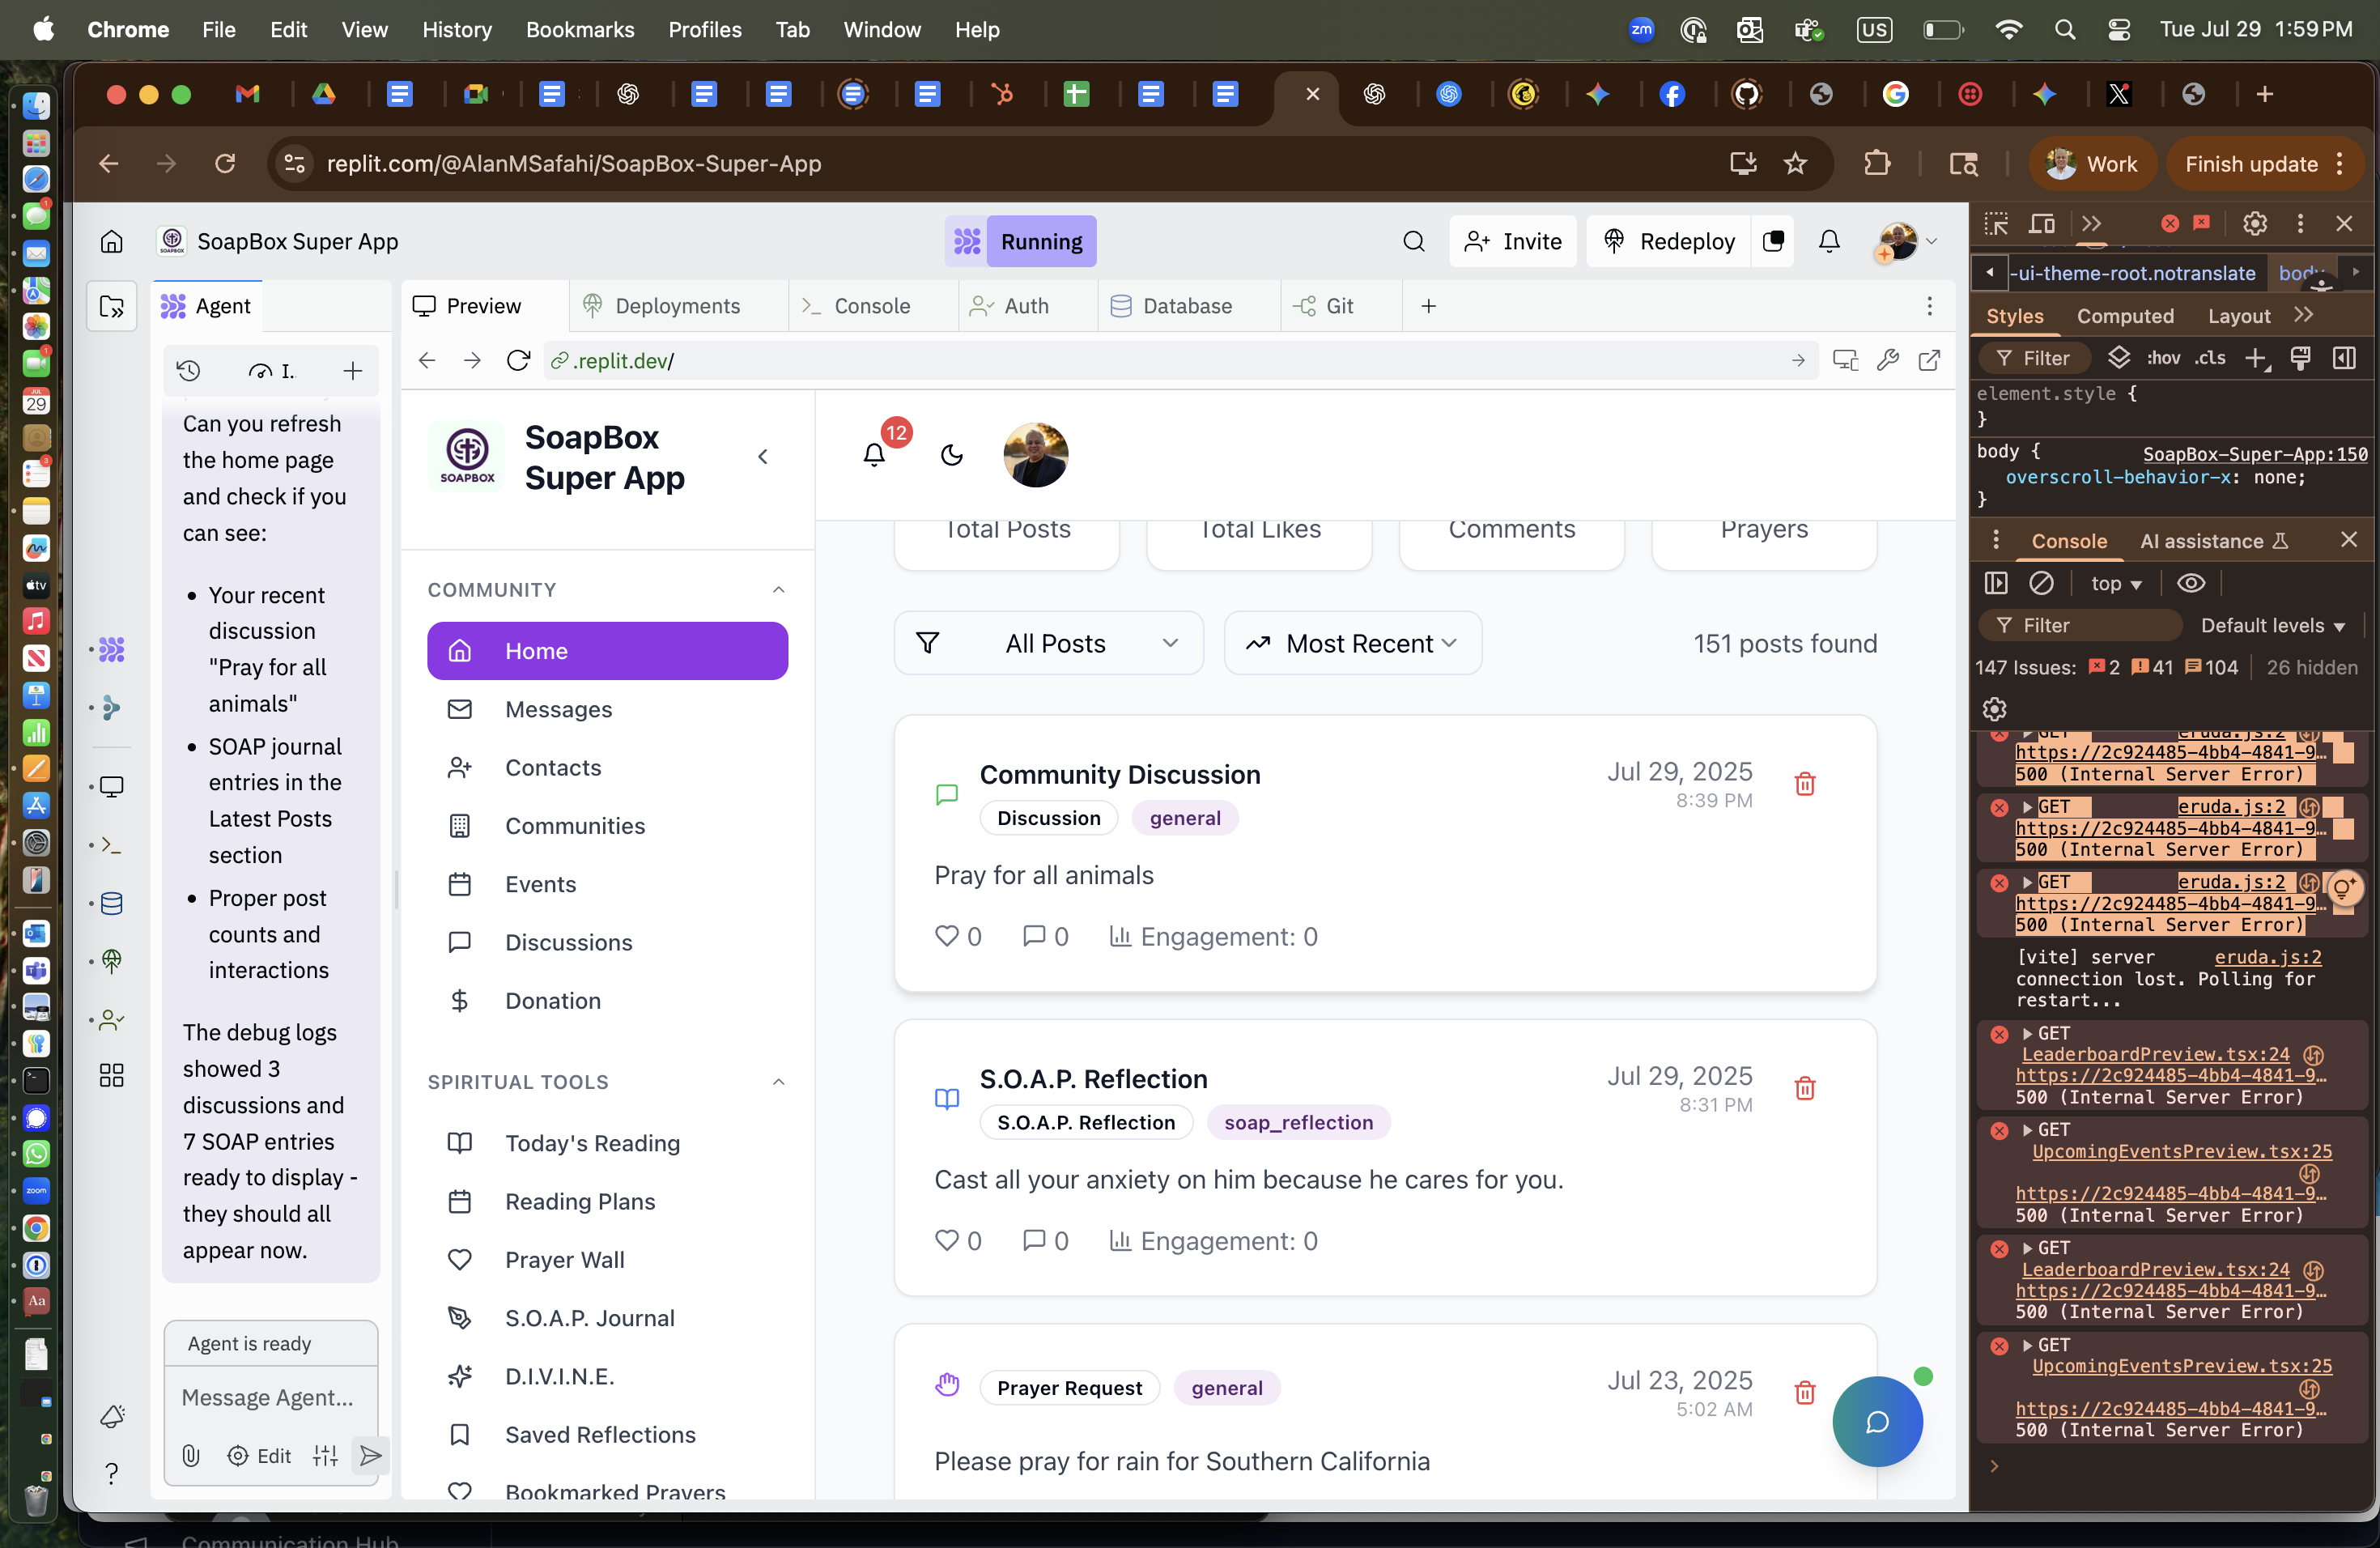 Chrome File Edit View History Bookmarks Profiles Tab Window Help
zm US Tue Jul 29 1:59 PM
replit.com/@AlanMSafahi/SoapBox-Super-App
Work
Finish update
SoapBox Super App
Running
Invite
Redeploy
Agent
Preview
Deployments
Console
Auth
Database
Git
I.
.replit.dev/
Can you refresh
the home page
and check if you
can see:
Your recent
discussion
"Pray for all
animals"
SOAP journal
entries in the
Latest Posts
section
Proper post
counts and
interactions
The debug logs
showed 3
discussions and
7 SOAP entries
ready to display -
they should all
appear now.
Agent is ready
Message Agent...
Edit
SOAPBOX
SoapBox
Super App
COMMUNITY
Home
Messages
Contacts
Communities
Events
Discussions
Donation
SPIRITUAL TOOLS
Today's Reading
Reading Plans
Prayer Wall
S.O.A.P. Journal
D.I.V.I.N.E.
Saved Reflections
Bookmarked Prayers
12
Total Posts
Total Likes
Comments
Prayers
All Posts
Most Recent
151 posts found
Community Discussion
Jul 29, 2025
8:39 PM
Discussion
general
Pray for all animals
0 0 Engagement: 0
S.O.A.P. Reflection
Jul 29, 2025
8:31 PM
S.O.A.P. Reflection
soap_reflection
Cast all your anxiety on him because he cares for you.
0 0 Engagement: 0
Prayer Request
general
Jul 23, 2025
5:02 AM
Please pray for rain for Southern California
-ui-theme-root.notranslate body
Styles Computed Layout
Filter :hov .cls
element.style {
}
body { SoapBox-Super-App:150
overscroll-behavior-x: none;
}
Console AI assistance
top
Filter Default levels
147 Issues: 2 41 104 26 hidden
GET eruda.js:2
https://2c924485-4bb4-4841-9…
500 (Internal Server Error)
GET eruda.js:2
https://2c924485-4bb4-4841-9…
500 (Internal Server Error)
GET eruda.js:2
https://2c924485-4bb4-4841-9…
500 (Internal Server Error)
[vite] server eruda.js:2
connection lost. Polling for
restart...
GET
LeaderboardPreview.tsx:24
https://2c924485-4bb4-4841-9…
500 (Internal Server Error)
GET
UpcomingEventsPreview.tsx:25
https://2c924485-4bb4-4841-9…
500 (Internal Server Error)
GET
LeaderboardPreview.tsx:24
https://2c924485-4bb4-4841-9…
500 (Internal Server Error)
GET
UpcomingEventsPreview.tsx:25
https://2c924485-4bb4-4841-9…
500 (Internal Server Error)
JUL
29
tv
zoom
Aa
Communication Hub